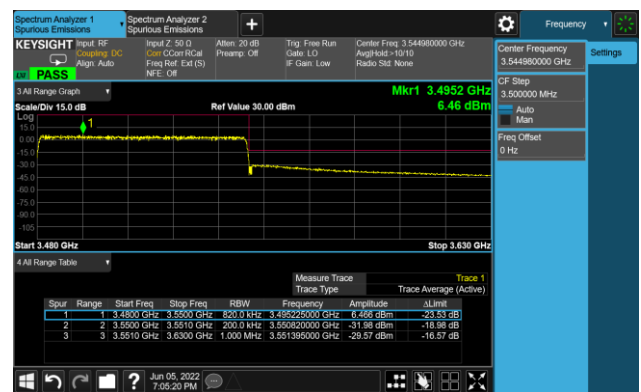 Spectrum Analyzer 1
Spurious Emissions
Spectrum Analyzer 2
Spurious Emissions
+
Frequency
KEYSIGHT
Input: RF
Coupling: DC
Align: Auto
Input Z: 50 Ω
Corr CCorr RCal
Freq Ref: Ext (S)
NFE: Off
Atten: 20 dB
Preamp: Off
Trig: Free Run
Gate: LO
IF Gain: Low
Center Freq: 3.544980000 GHz
Avg|Hold:>10/10
Radio Std: None
LXI
PASS
Center Frequency
3.544980000 GHz
Settings
CF Step
3.500000 MHz
Auto
Man
Freq Offset
0 Hz
3 All Range Graph
Mkr1 3.4952 GHz
Scale/Div 15.0 dB
Ref Value 30.00 dBm
6.46 dBm
Log
15.0
0.00
-15.0
-30.0
-45.0
-60.0
-75.0
-90.0
-105
1
Start 3.480 GHz
Stop 3.630 GHz
4 All Range Table
Measure Trace Trace 1
Trace Type Trace Average (Active)
Spur Range Start Freq Stop Freq RBW Frequency Amplitude ΔLimit
1 1 3.4800 GHz 3.5500 GHz 820.0 kHz 3.495225000 GHz 6.466 dBm -23.53 dB
2 2 3.5500 GHz 3.5510 GHz 200.0 kHz 3.550820000 GHz -31.98 dBm -18.98 dB
3 3 3.5510 GHz 3.6300 GHz 1.000 MHz 3.551395000 GHz -29.57 dBm -16.57 dB
?
Jun 05, 2022
7:05:20 PM